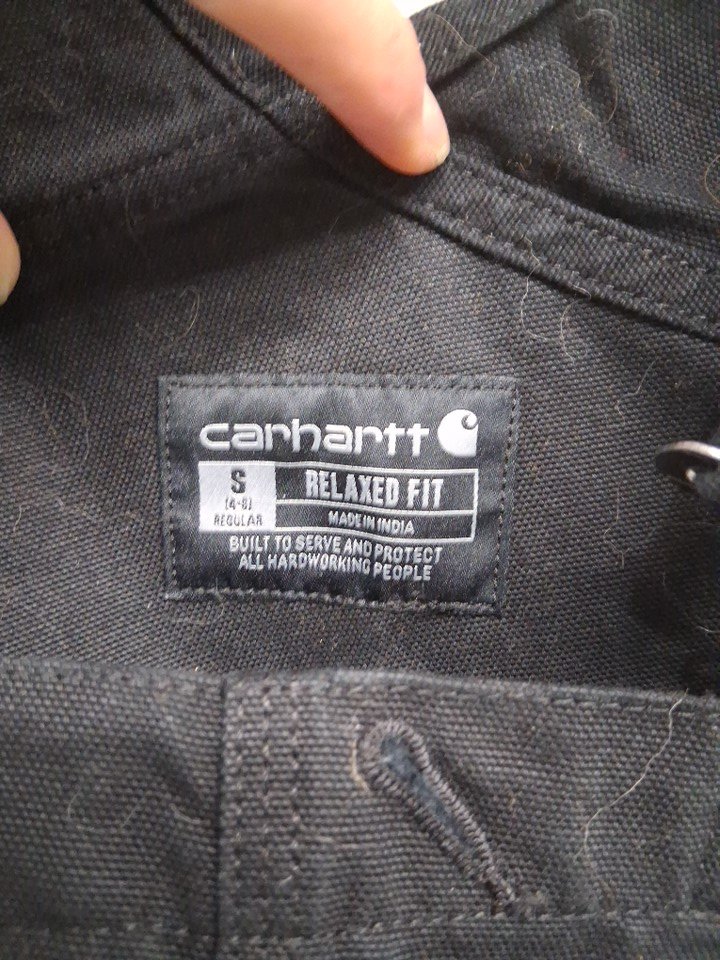 carhartt
S
(4-6)
REGULAR
RELAXED FIT
MADE IN INDIA
BUILT TO SERVE AND PROTECT
ALL HARDWORKING PEOPLE